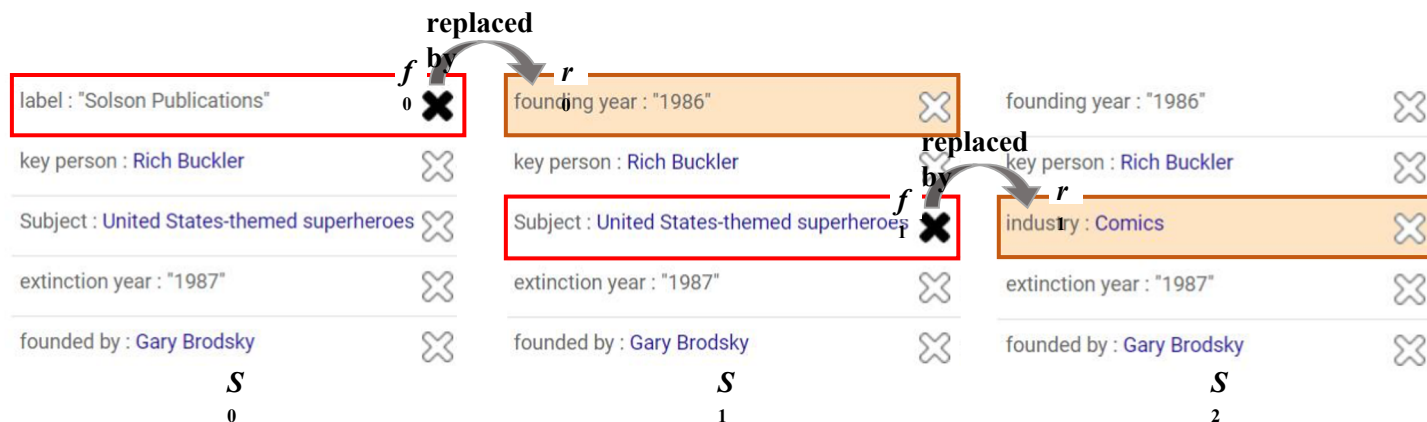 replaced
by
f
0
r
0
label : "Solson Publications"
key person : Rich Buckler
Subject : United States-themed superheroes
extinction year : "1987"
founded by : Gary Brodsky
S
0
founding year : "1986"
key person : Rich Buckler
Subject : United States-themed superheroes
extinction year : "1987"
founded by : Gary Brodsky
S
1
replaced
by
f
1
r
1
founding year : "1986"
key person : Rich Buckler
industry : Comics
extinction year : "1987"
founded by : Gary Brodsky
S
2